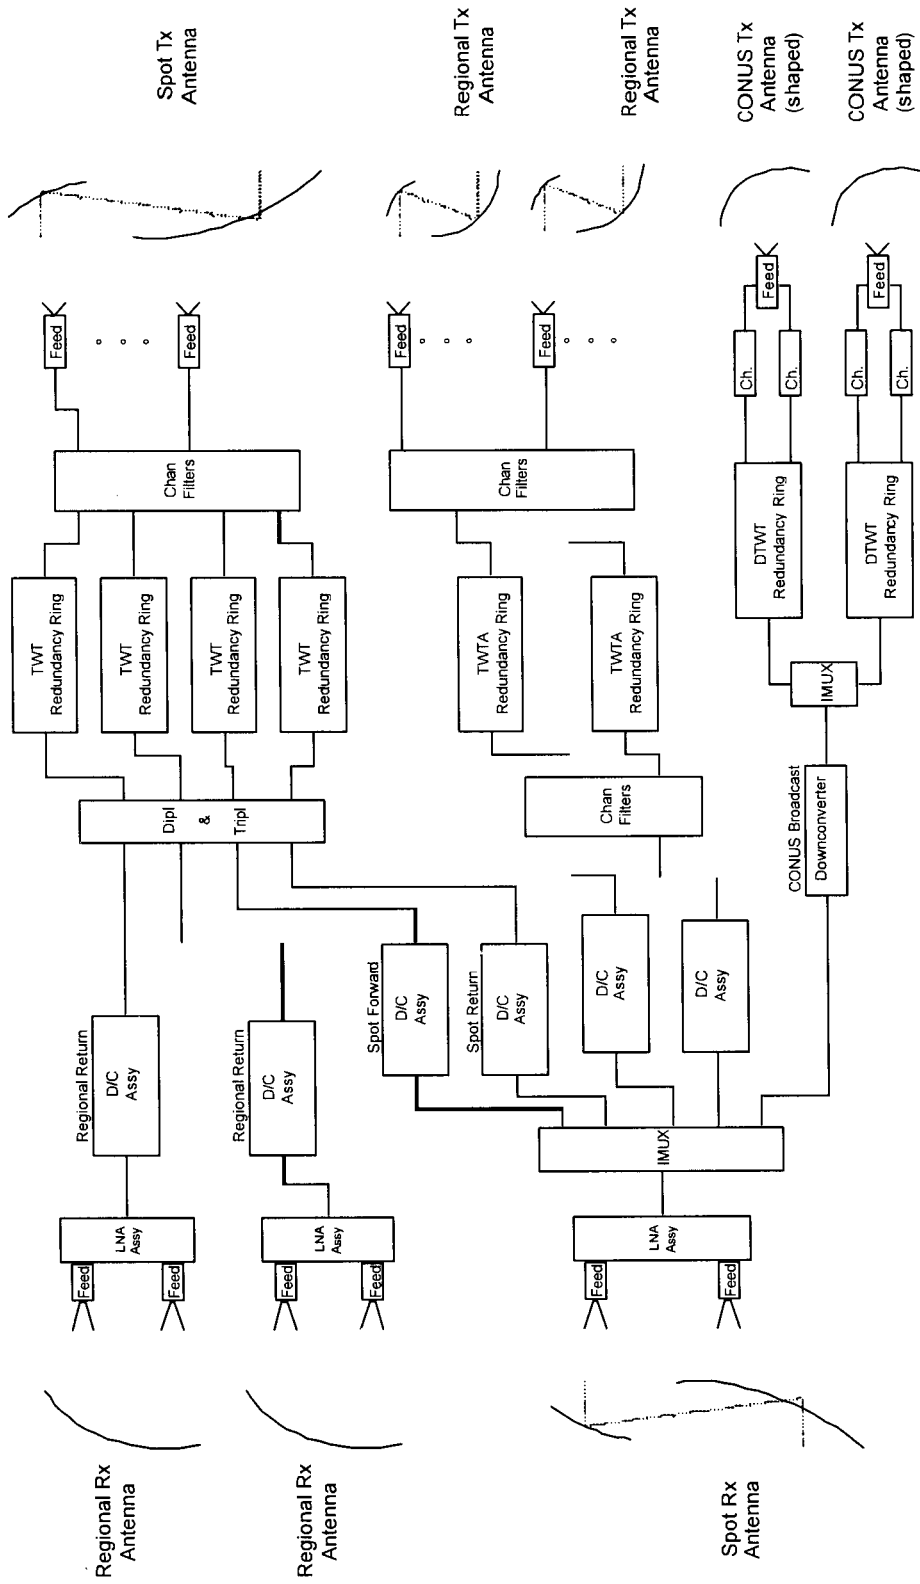 Regional Rx
Antenna
Regional Rx
Antenna
Spot Rx
Antenna
Feed
Feed
Feed
Feed
Feed
Feed
LNA
Assy
LNA
Assy
LNA
Assy
Regional Return
D/C
Assy
Regional Return
D/C
Assy
IMUX
Spot Forward
D/C
Assy
Spot Return
D/C
Assy
D/C
Assy
D/C
Assy
CONUS Broadcast
Downconverter
Dipl
&
Tripl
Chan
Filters
IMUX
TWT
Redundancy Ring
TWT
Redundancy Ring
TWT
Redundancy Ring
TWT
Redundancy Ring
TWTA
Redundancy Ring
TWTA
Redundancy Ring
DTWT
Redundancy Ring
DTWT
Redundancy Ring
Chan
Filters
Chan
Filters
Ch.
Ch.
Ch.
Ch.
Feed
Feed
Feed
Feed
Feed
Feed
Spot Tx
Antenna
Regional Tx
Antenna
Regional Tx
Antenna
CONUS Tx
Antenna
(shaped)
CONUS Tx
Antenna
(shaped)